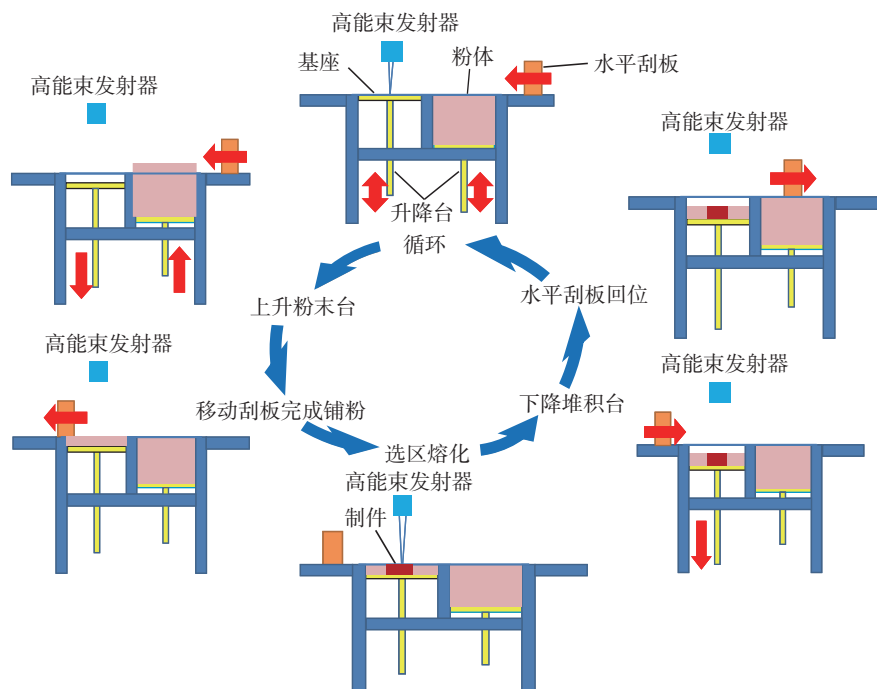 高能束发射器
基座
粉体
水平刮板
高能束发射器
高能束发射器
升降台
循环
水平刮板回位
上升粉末台
高能束发射器
高能束发射器
移动刮板完成铺粉
下降堆积台
选区熔化
高能束发射器
制件